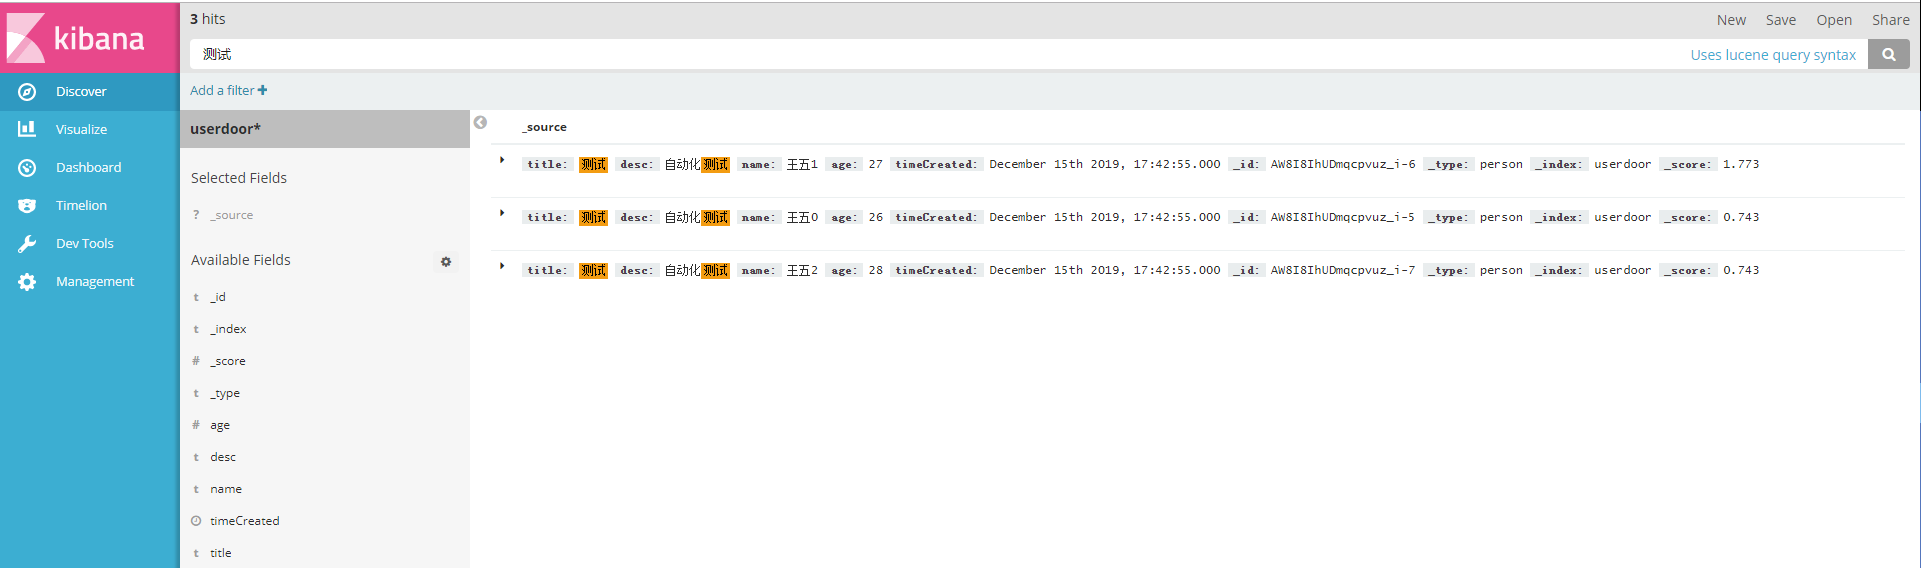 kibana
Discover
Visualize
Dashboard
Timelion
Dev Tools
Management
3 hits
New Save Open Share
测试
Uses lucene query syntax
Add a filter
userdoor*
Selected Fields
? _source
Available Fields
t _id
t _index
# _score
t _type
# age
t desc
t name
timeCreated
t title
_source
title: 测试 desc: 自动化测试 name: 王五1 age: 27 timeCreated: December 15th 2019, 17:42:55.000 _id: AW8I8IhUDmqcpvuz_i-6 _type: person _index: userdoor _score: 1.773
title: 测试 desc: 自动化测试 name: 王五0 age: 26 timeCreated: December 15th 2019, 17:42:55.000 _id: AW8I8IhUDmqcpvuz_i-5 _type: person _index: userdoor _score: 0.743
title: 测试 desc: 自动化测试 name: 王五2 age: 28 timeCreated: December 15th 2019, 17:42:55.000 _id: AW8I8IhUDmqcpvuz_i-7 _type: person _index: userdoor _score: 0.743